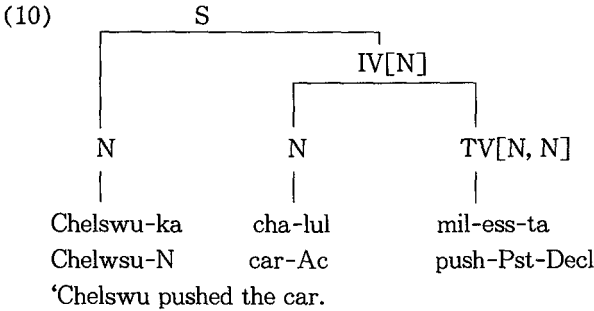 (10) S
IV[N]
N N TV[N, N]
Chelswu-ka cha-lul mil-ess-ta
Chelwsu-N car-Ac push-Pst-Decl
‘Chelswu pushed the car.